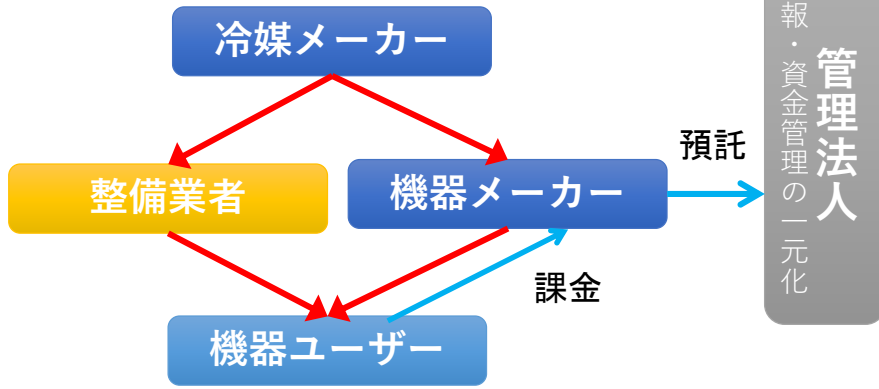 冷媒メーカー
整備業者
機器メーカー
預託
課金
機器ユーザー
管理法人
報・資金管理の一元化